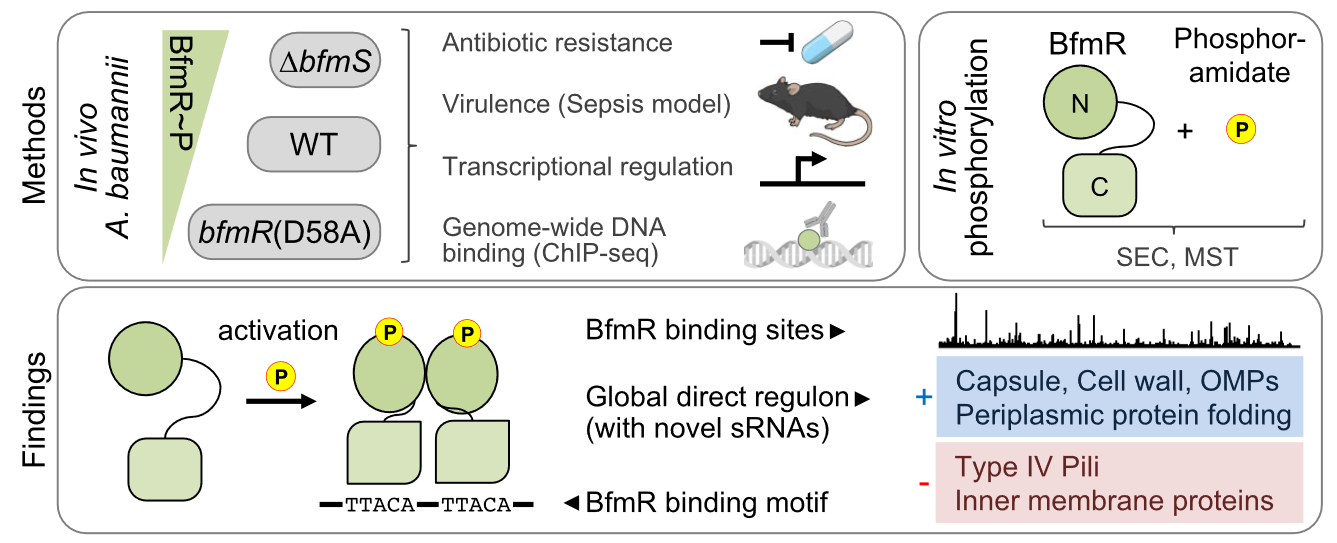 Methods
In vivo
A. baumannii
BfmR~P
ΔbfmS
WT
bfmR(D58A)
Antibiotic resistance
Virulence (Sepsis model)
Transcriptional regulation
Genome-wide DNA
binding (ChIP-seq)
In vitro
phosphorylation
BfmR
N
C
+
Phosphor-
amidate
P
SEC, MST
Findings
activation
P
P
P
TTACA
TTACA
BfmR binding sites►
Global direct regulon►
(with novel sRNAs)
◄BfmR binding motif
+
Capsule, Cell wall, OMPs
Periplasmic protein folding
-
Type IV Pili
Inner membrane proteins